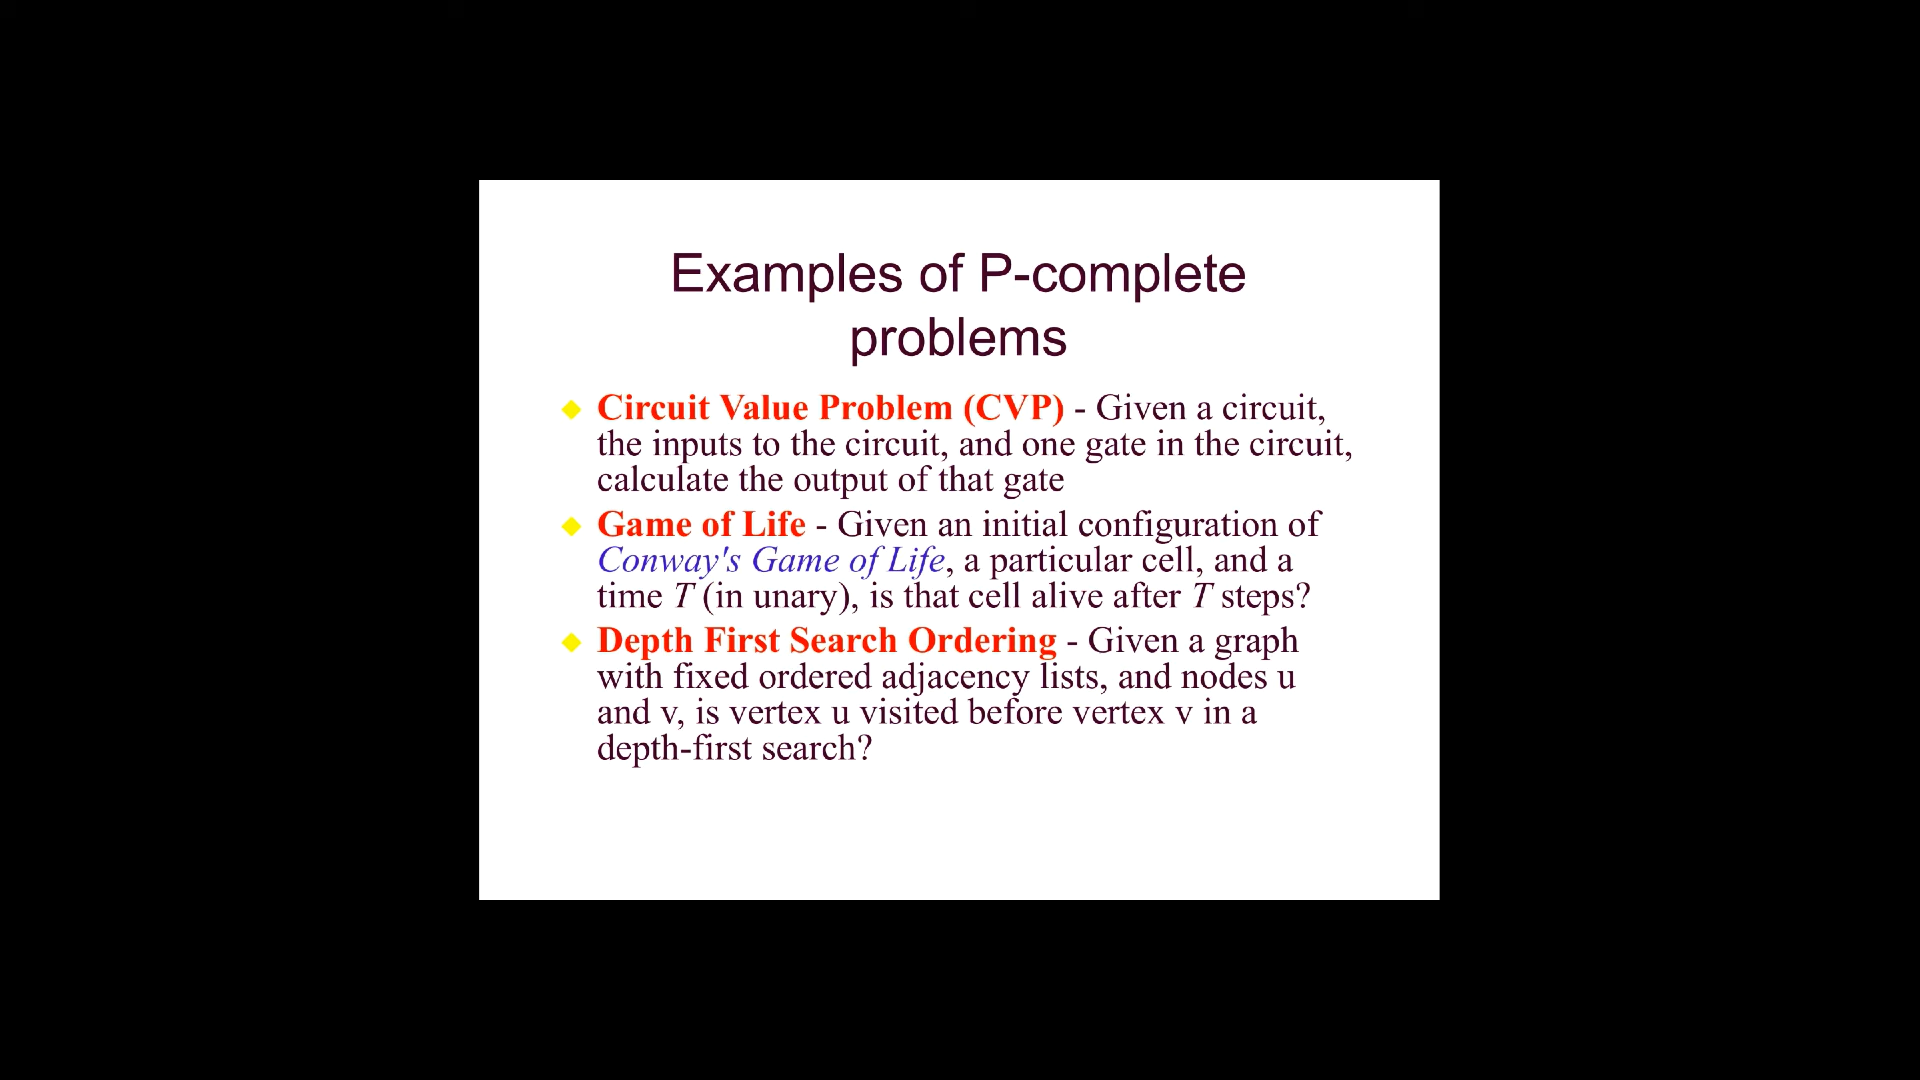 Examples of P-complete
problems
Circuit Value Problem (CVP) - Given a circuit,
the inputs to the circuit, and one gate in the circuit,
calculate the output of that gate
Game of Life - Given an initial configuration of
Conway's Game of Life, a particular cell, and a
time T (in unary), is that cell alive after T steps?
Depth First Search Ordering - Given a graph
with fixed ordered adjacency lists, and nodes u
and v, is vertex u visited before vertex v in a
depth-first search?